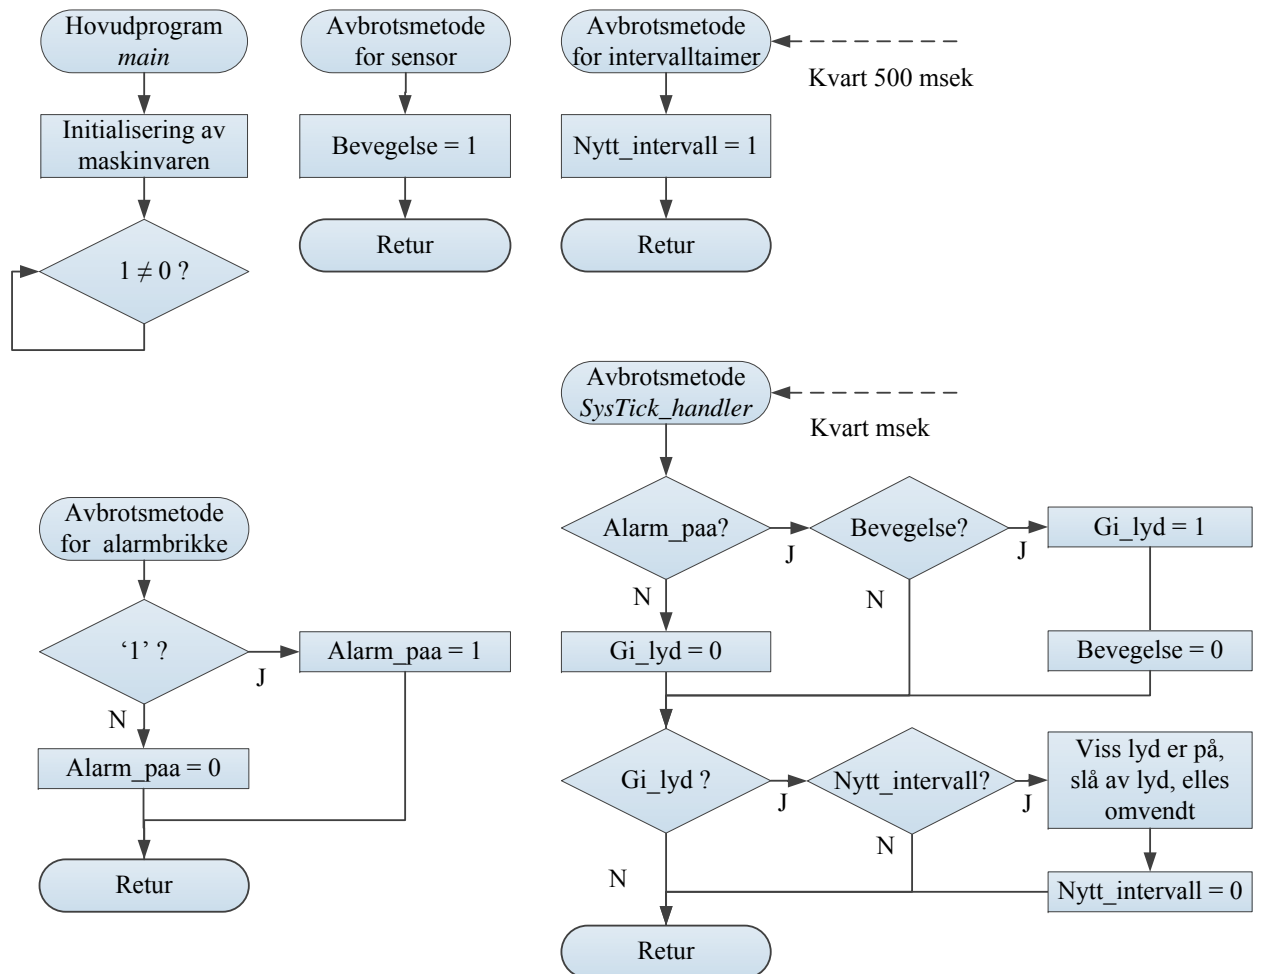 Hovudprogram
main
Initialisering av
maskinvaren
1 ≠ 0 ?
Avbrotsmetode
for sensor
Bevegelse = 1
Retur
Avbrotsmetode
for intervalltaimer
Kvart 500 msek
Nytt_intervall = 1
Retur
Avbrotsmetode
for alarmbrikke
‘1’ ?
J
Alarm_paa = 1
N
Alarm_paa = 0
Retur
Avbrotsmetode
SysTick_handler
Kvart msek
Alarm_paa?
J
Bevegelse?
J
Gi_lyd = 1
N
N
Gi_lyd = 0
Bevegelse = 0
Gi_lyd ?
J
Nytt_intervall?
J
Viss lyd er på,
slå av lyd, elles
omvendt
N
N
Nytt_intervall = 0
Retur